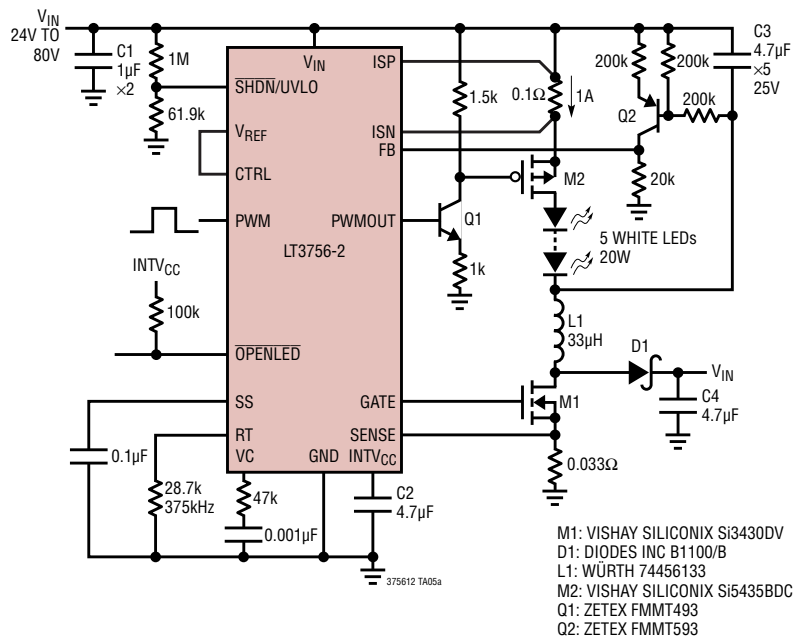 VIN
24V TO
80V
C1
1µF
×2
1M
61.9k
VIN
SHDN/UVLO
VREF
CTRL
PWM
INTVCC
100k
OPENLED
SS
RT
VC
GND
INTVCC
LT3756-2
ISP
ISN
FB
PWMOUT
GATE
SENSE
1.5k
0.1Ω
1A
Q1
1k
M2
5 WHITE LEDs
20W
200k
200k
200k
Q2
20k
C3
4.7µF
×5
25V
L1
33µH
D1
VIN
C4
4.7µF
M1
0.033Ω
0.1µF
28.7k
375kHz
47k
0.001µF
C2
4.7µF
375612 TA05a
M1: VISHAY SILICONIX Si3430DV
D1: DIODES INC B1100/B
L1: WÜRTH 74456133
M2: VISHAY SILICONIX Si5435BDC
Q1: ZETEX FMMT493
Q2: ZETEX FMMT593